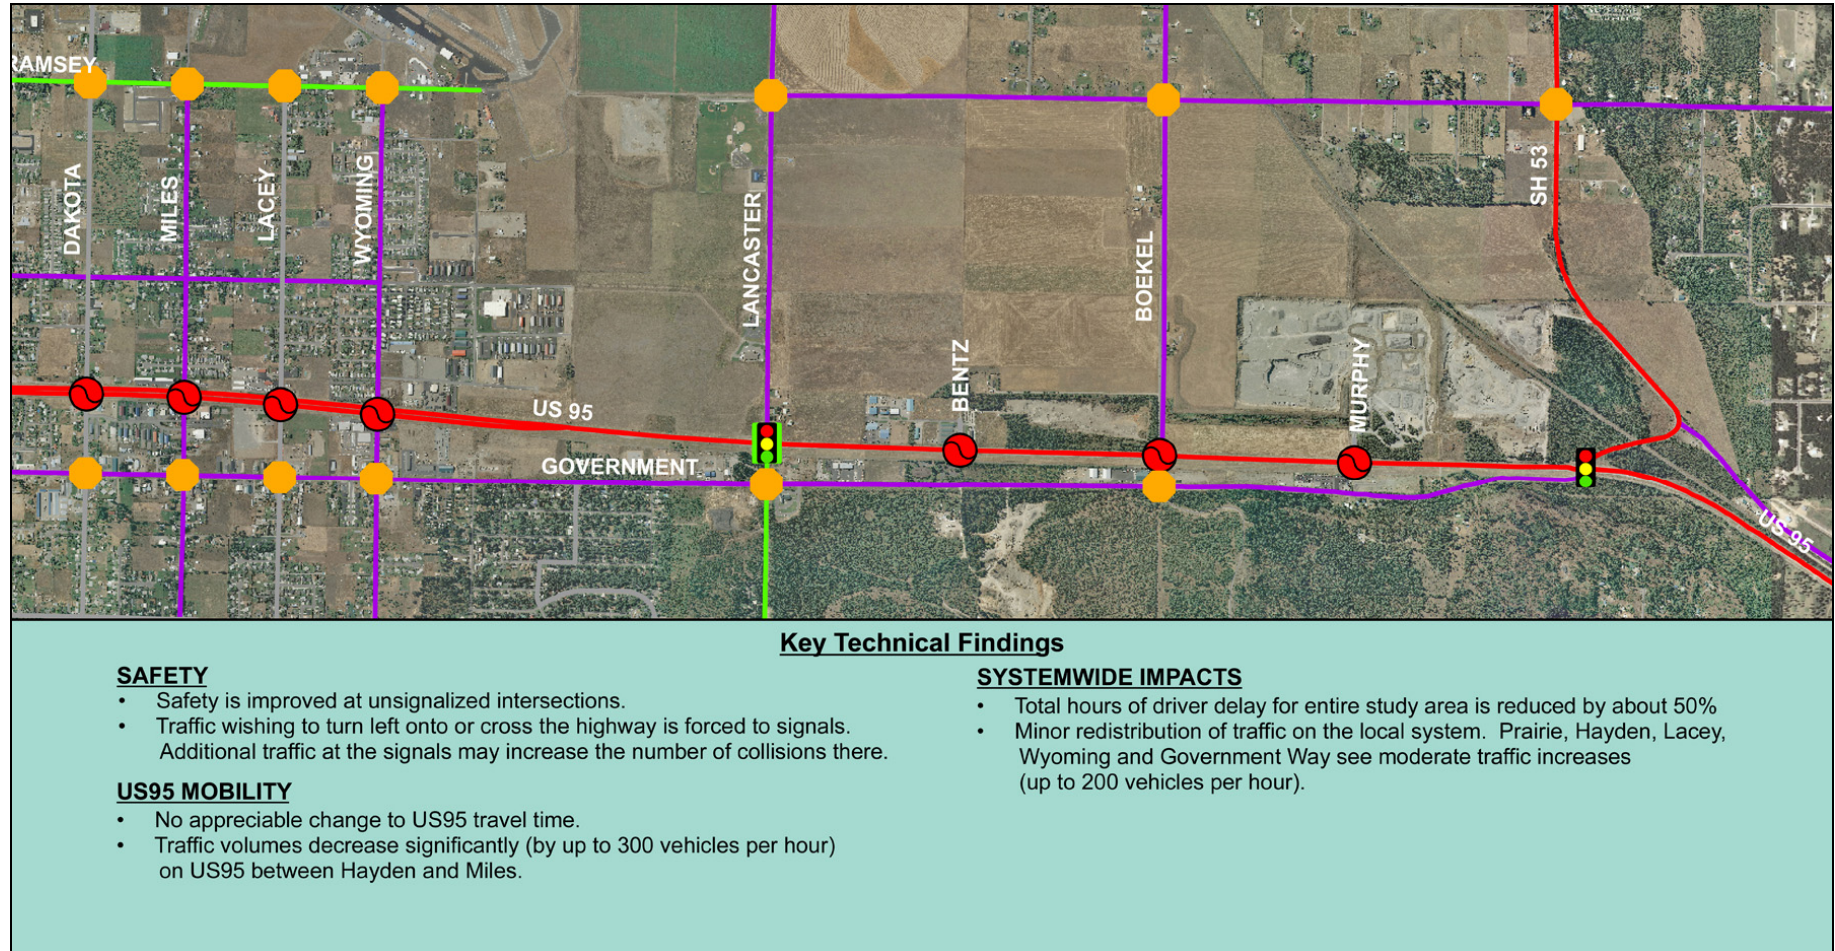 RAMSEY
DAKOTA
MILES
LACEY
WYOMING
LANCASTER
BOEKEL
SH 53
BENTZ
MURPHY
US 95
GOVERNMENT
US 95
Key Technical Findings
SAFETY
• Safety is improved at unsignalized intersections.
• Traffic wishing to turn left onto or cross the highway is forced to signals.
Additional traffic at the signals may increase the number of collisions there.
US95 MOBILITY
• No appreciable change to US95 travel time.
• Traffic volumes decrease significantly (by up to 300 vehicles per hour)
on US95 between Hayden and Miles.
SYSTEMWIDE IMPACTS
• Total hours of driver delay for entire study area is reduced by about 50%
• Minor redistribution of traffic on the local system. Prairie, Hayden, Lacey,
Wyoming and Government Way see moderate traffic increases
(up to 200 vehicles per hour).